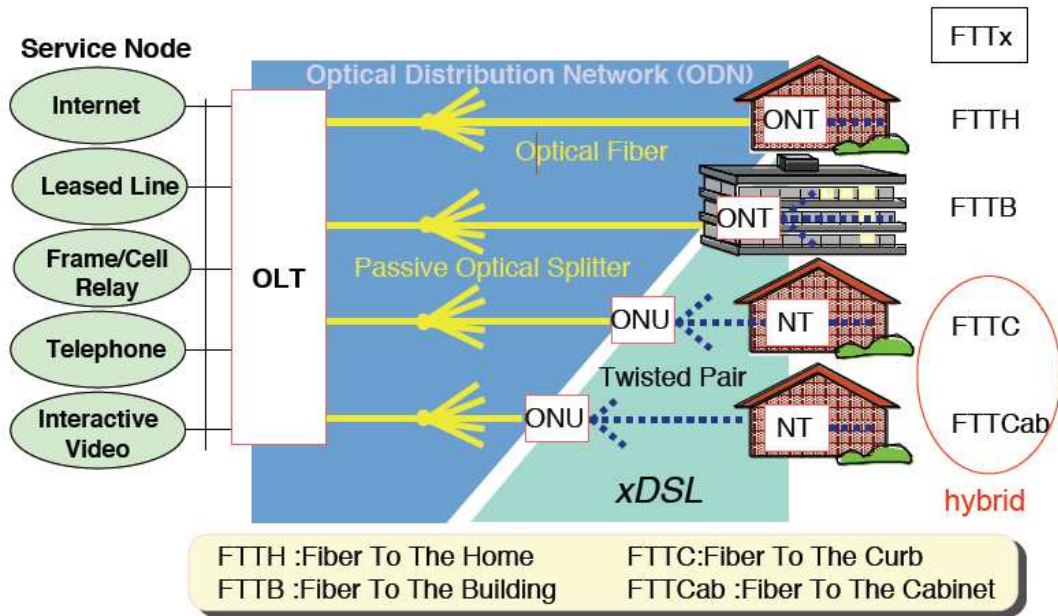 Service Node
Internet
Leased Line
Frame/Cell
Relay
Telephone
Interactive
Video
OLT
Optical Distribution Network (ODN)
Optical Fiber
Passive Optical Splitter
ONT
ONT
ONU
NT
Twisted Pair
ONU
NT
xDSL
FTTx
FTTH
FTTB
FTTC
FTTCab
hybrid
FTTH :Fiber To The Home
FTTC:Fiber To The Curb
FTTB :Fiber To The Building
FTTCab :Fiber To The Cabinet